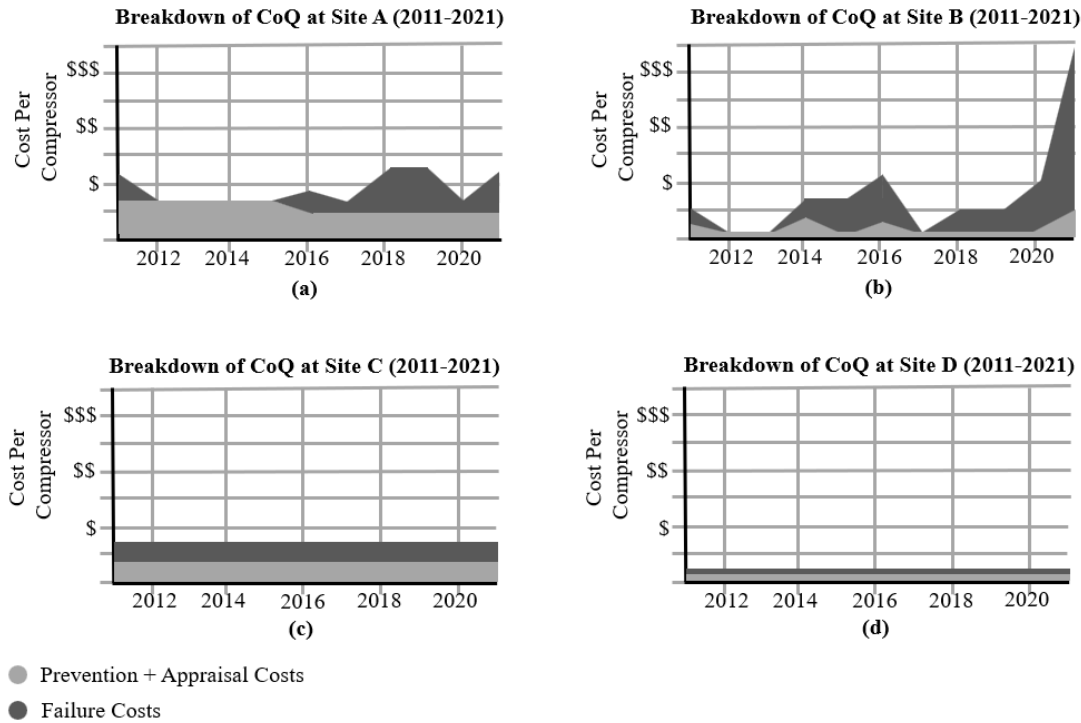 Breakdown of CoQ at Site A (2011-2021)
Cost Per
Compressor
$$$
$$
$
2012 2014 2016 2018 2020
(a)
Breakdown of CoQ at Site B (2011-2021)
Cost Per
Compressor
$$$
$$
$
2012 2014 2016 2018 2020
(b)
Breakdown of CoQ at Site C (2011-2021)
Cost Per
Compressor
$$$
$$
$
2012 2014 2016 2018 2020
(c)
Breakdown of CoQ at Site D (2011-2021)
Cost Per
Compressor
$$$
$$
$
2012 2014 2016 2018 2020
(d)
Prevention + Appraisal Costs
Failure Costs